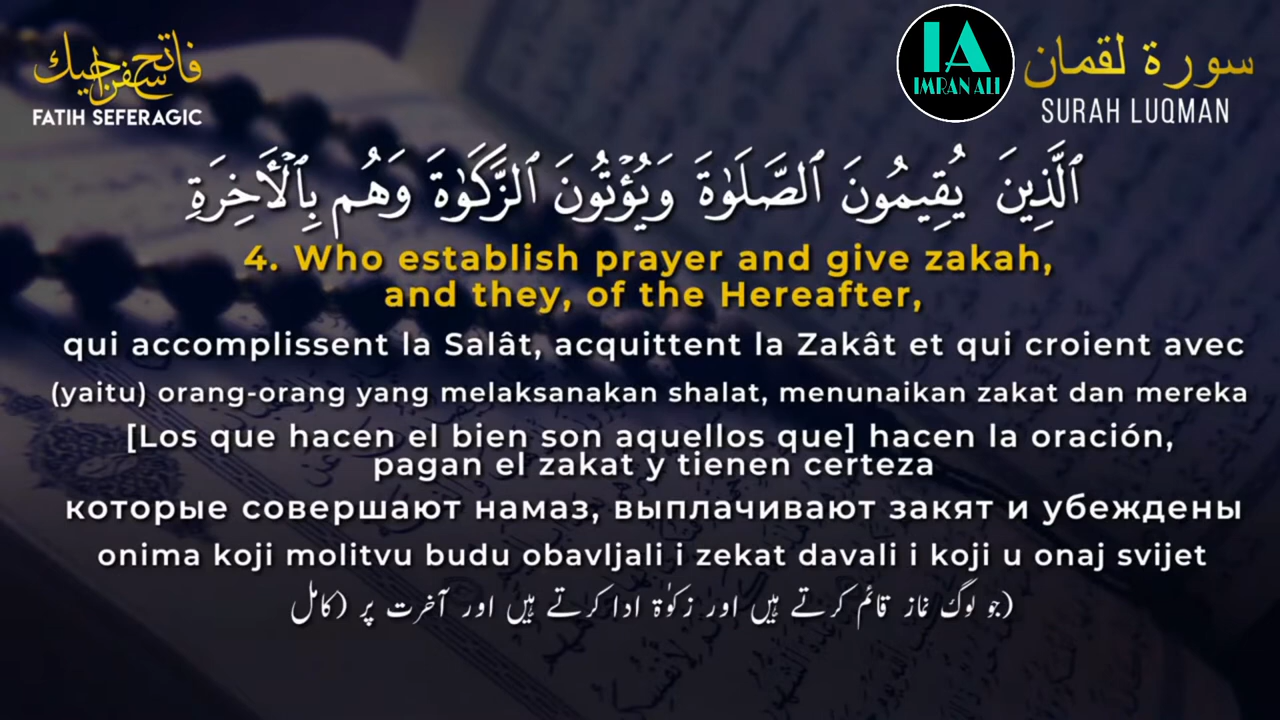 فاتح سفراجيك
FATIH SEFERAGIC
IA
IMRAN ALI
سورة لقمان
SURAH LUQMAN
ٱلَّذِينَ يُقِيمُونَ ٱلصَّلَوٰةَ وَيُؤْتُونَ ٱلزَّكَوٰةَ وَهُم بِٱلْأَخِرَةِ
4. Who establish prayer and give zakah,
and they, of the Hereafter,
qui accomplissent la Salât, acquittent la Zakât et qui croient avec
(yaitu) orang-orang yang melaksanakan shalat, menunaikan zakat dan mereka
[Los que hacen el bien son aquellos que] hacen la oración,
pagan el zakat y tienen certeza
которые совершают намаз, выплачивают закят и убеждены
onima koji molitvu budu obavljali i zekat davali i koji u onaj svijet
(جو لوگ نماز قائم کرتے ہیں اور زکوٰۃ ادا کرتے ہیں اور آخرت پر (کامل